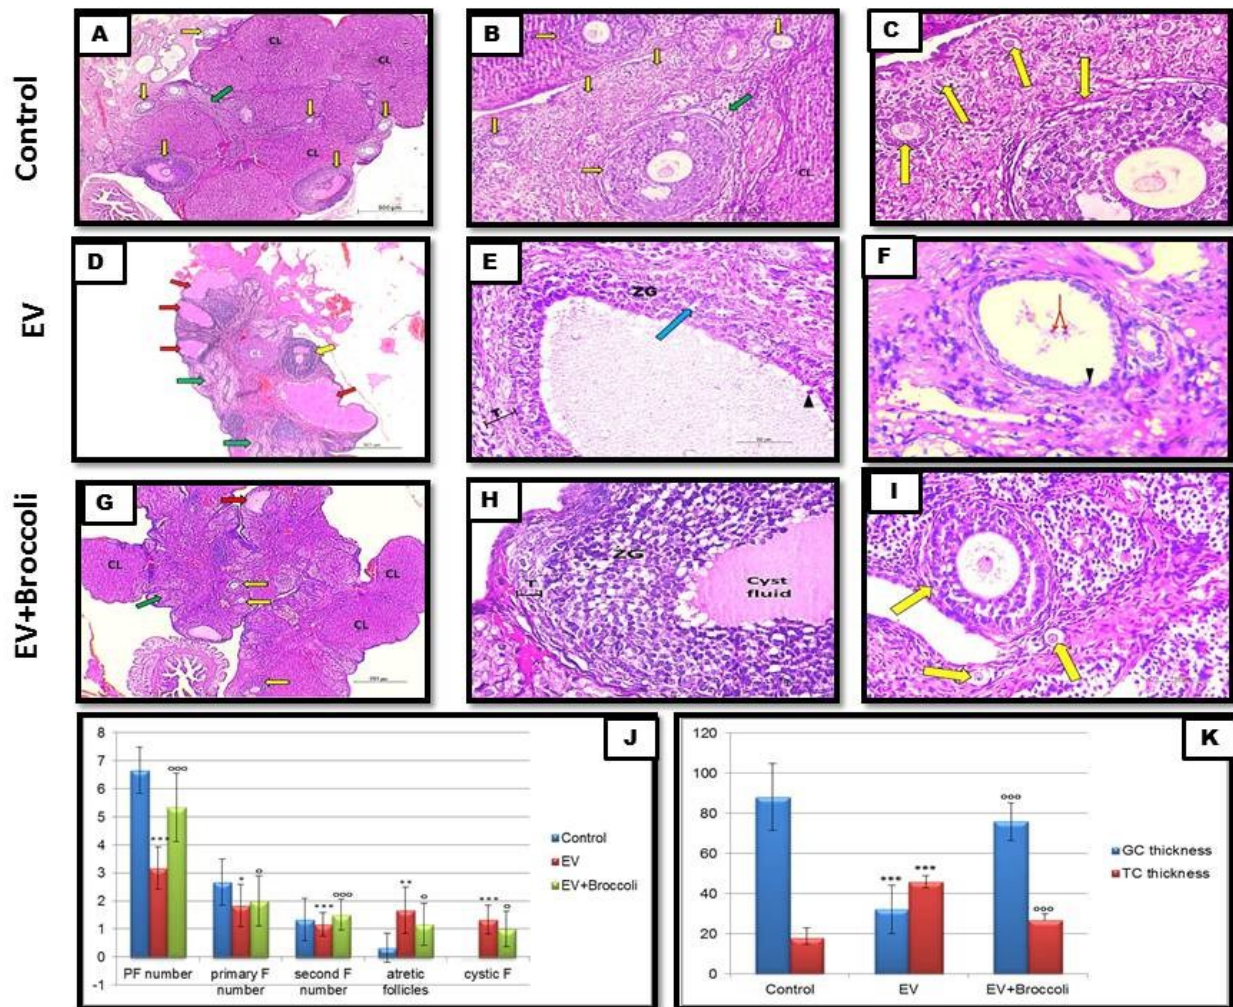 Control
A
CL
CL
CL
500 µm
B
CL
C
EV
D
CL
E
ZG
T
F
EV+Broccoli
G
CL
CL
CL
H
ZG
T
Cyst
fluid
I
J
8
7
6
5
4
3
2
1
0
-1
***
ooo
*
o
***
ooo
**
o
***
o
PF number
primary F
number
second F
number
atretic
follicles
cystic F
Control
EV
EV+Broccoli
K
120
100
80
60
40
20
0
***
***
ooo
ooo
Control
EV
EV+Broccoli
GC thickness
TC thickness